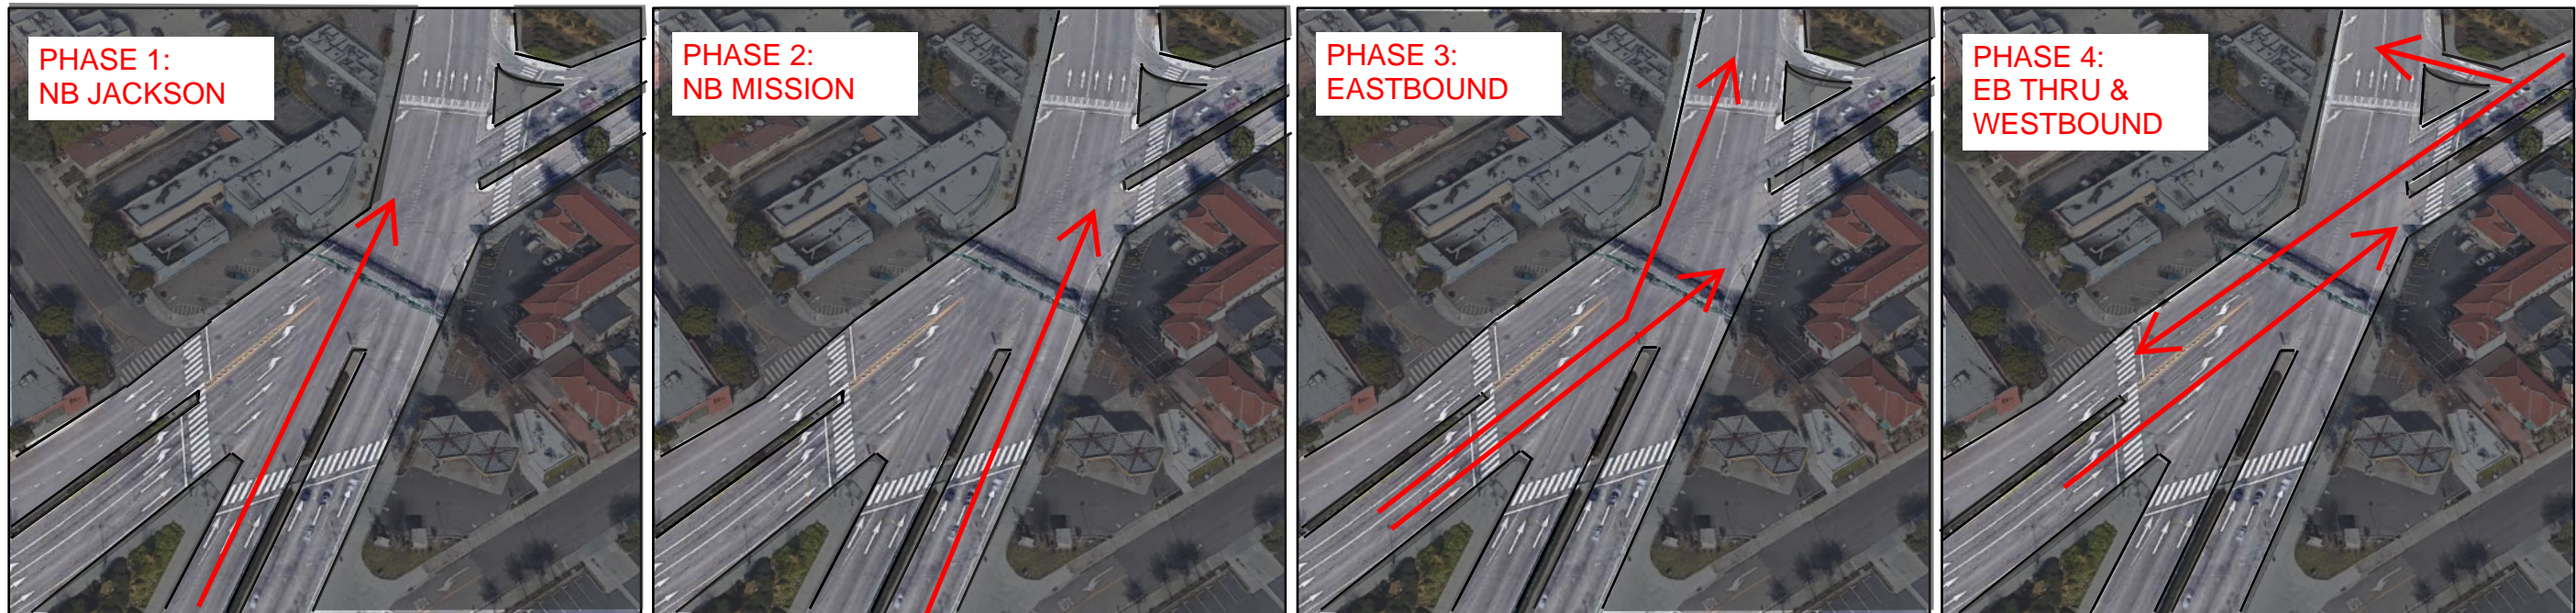 PHASE 1:
NB JACKSON
PHASE 2:
NB MISSION
PHASE 3:
EASTBOUND
PHASE 4:
EB THRU &
WESTBOUND